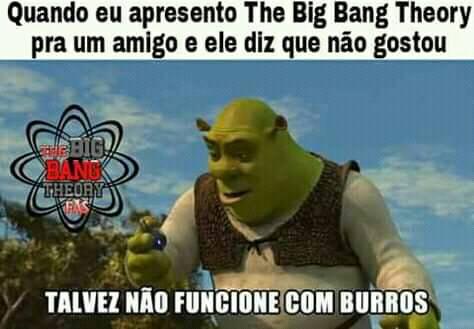 Quando eu apresento The Big Bang Theory
pra um amigo e ele diz que não gostou
THE BIG
BANG
THEORY
TALVEZ NÃO FUNCIONE COM BURROS